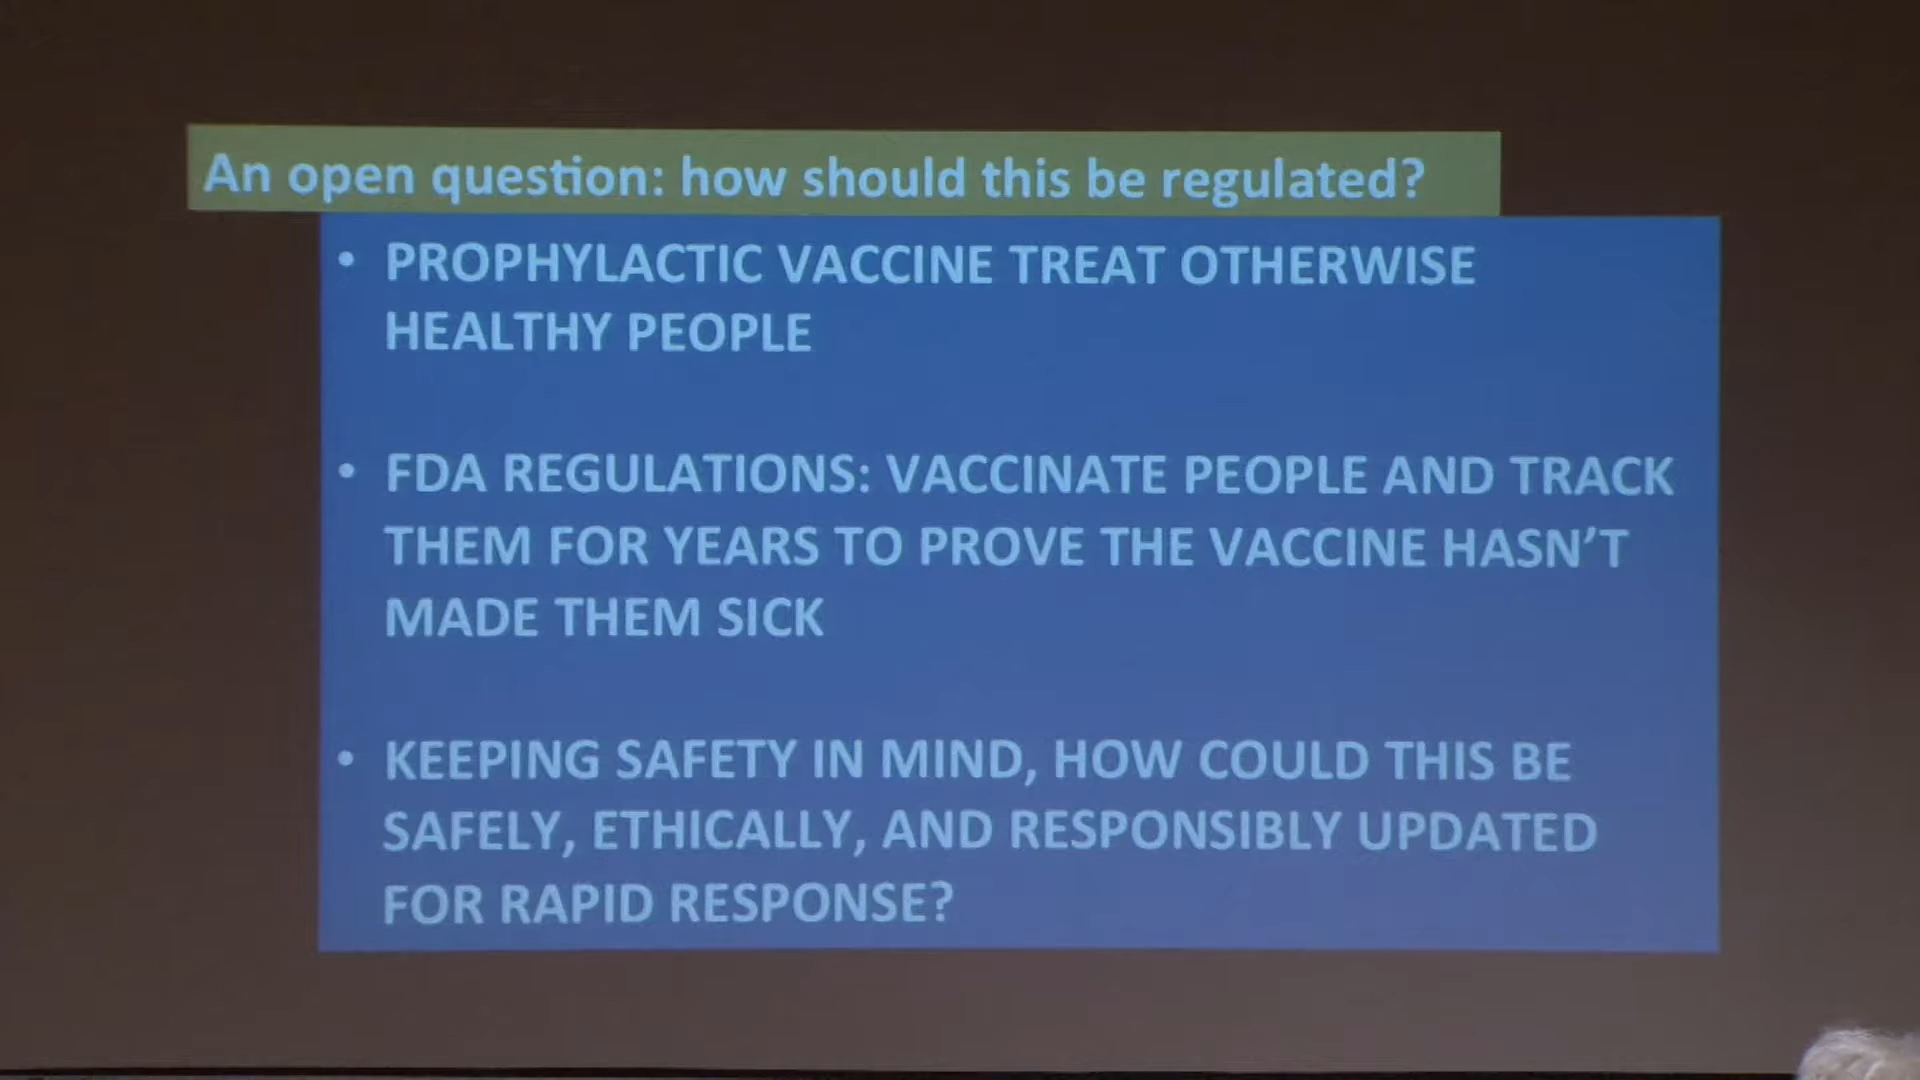 An open question: how should this be regulated?
• PROPHYLACTIC VACCINE TREAT OTHERWISE
HEALTHY PEOPLE
• FDA REGULATIONS: VACCINATE PEOPLE AND TRACK
THEM FOR YEARS TO PROVE THE VACCINE HASN’T
MADE THEM SICK
• KEEPING SAFETY IN MIND, HOW COULD THIS BE
SAFELY, ETHICALLY, AND RESPONSIBLY UPDATED
FOR RAPID RESPONSE?